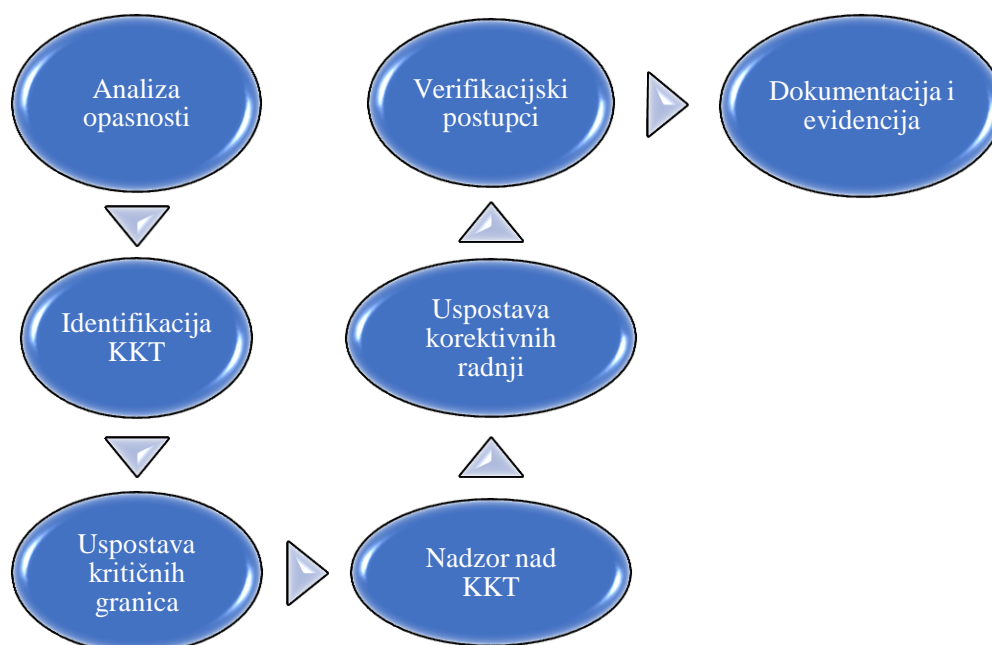 Analiza
opasnosti
Identifikacija
KKT
Uspostava
kritičnih
granica
Nadzor nad
KKT
Uspostava
korektivnih
radnji
Verifikacijski
postupci
Dokumentacija i
evidencija